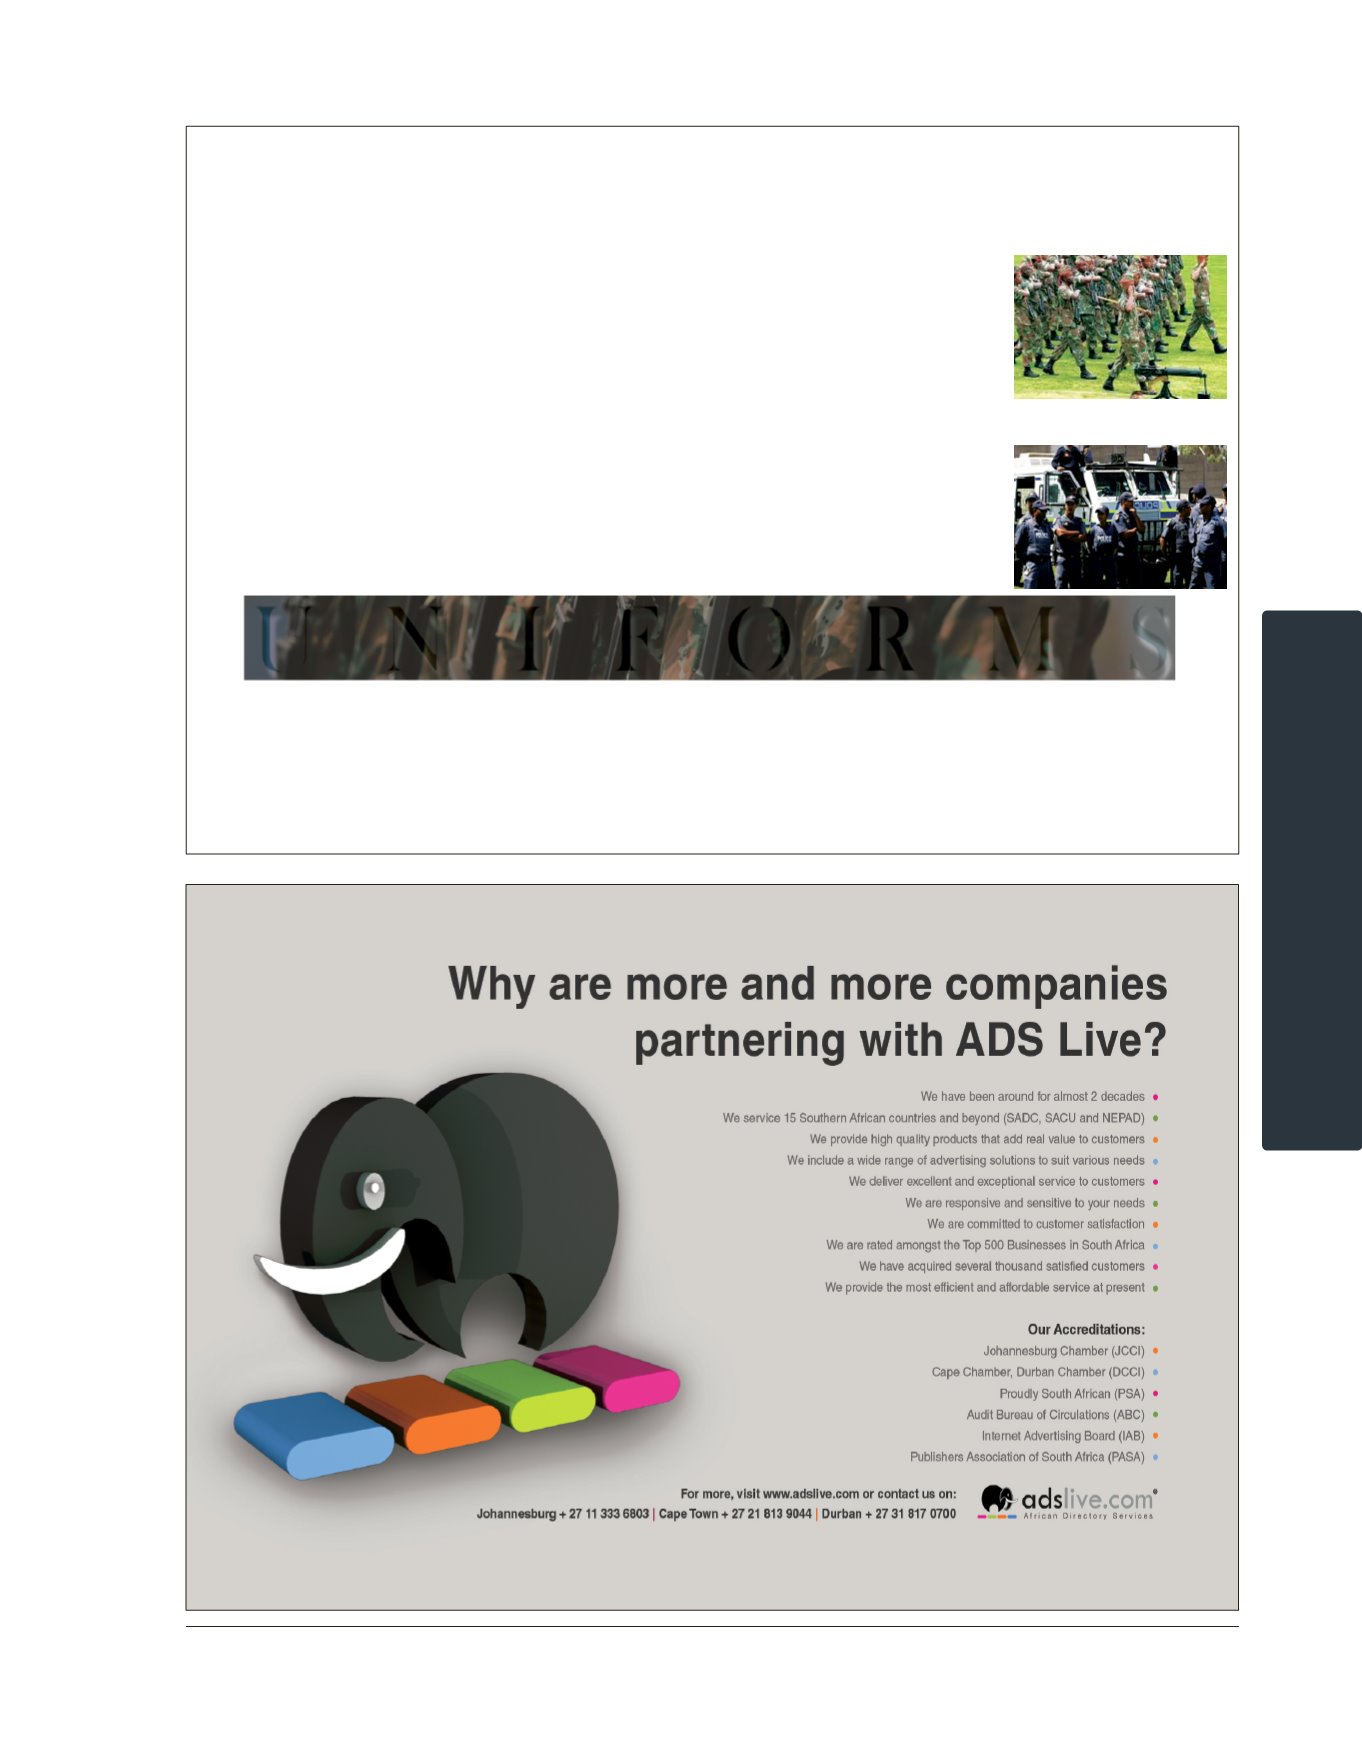 U N I F O R M S
Why are more and more companies
partnering with ADS Live?
We have been around for almost 2 decades •
We service 15 Southern African countries and beyond (SADC, SACU and NEPAD) •
We provide high quality products that add real value to customers •
We include a wide range of advertising solutions to suit various needs •
We deliver excellent and exceptional service to customers •
We are responsive and sensitive to your needs •
We are committed to customer satisfaction •
We are rated amongst the Top 500 Businesses in South Africa •
We have acquired several thousand satisfied customers •
We provide the most efficient and affordable service at present •
Our Accreditations:
Johannesburg Chamber (JCCI) •
Cape Chamber, Durban Chamber (DCCI) •
Proudly South African (PSA) •
Audit Bureau of Circulations (ABC) •
Internet Advertising Board (IAB) •
Publishers Association of South Africa (PASA) •
For more, visit www.adslive.com or contact us on:
Johannesburg + 27 11 333 6803 | Cape Town + 27 21 813 9044 | Durban + 27 31 817 0700
adslive.com®
African Directory Services